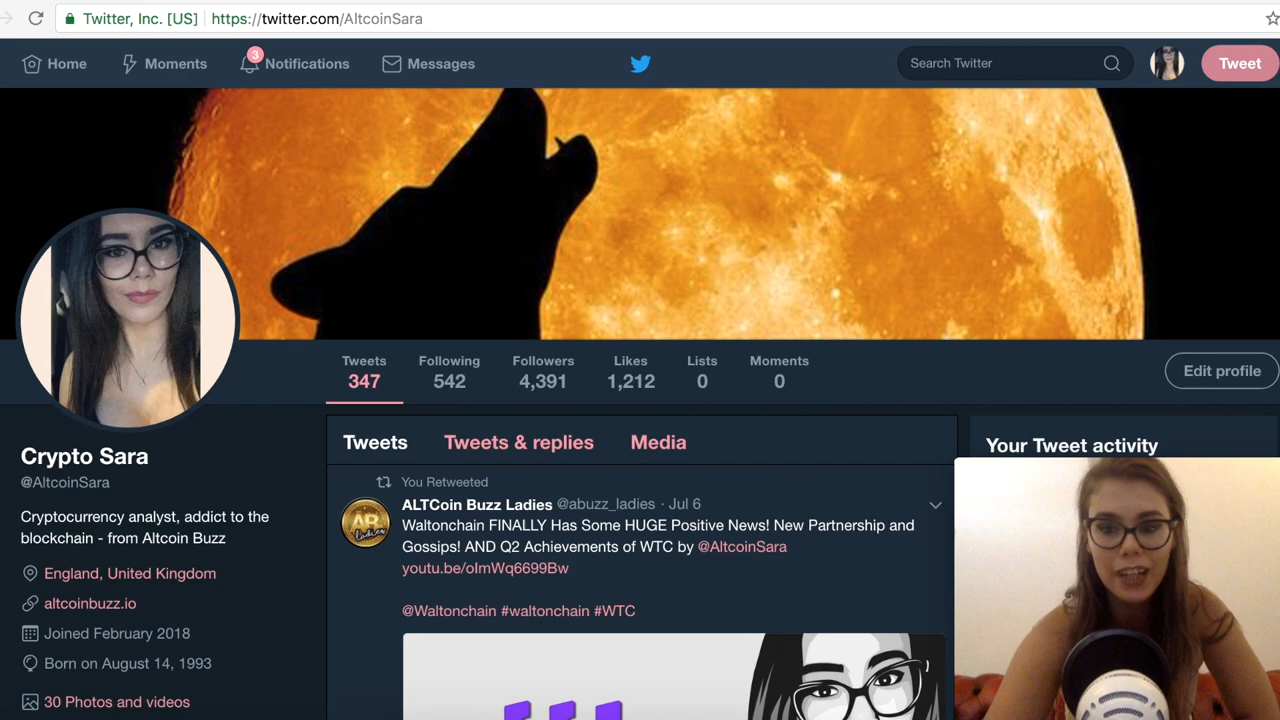 Twitter, Inc. [US] https://twitter.com/AltcoinSara
Home Moments 3 Notifications Messages Search Twitter Tweet
Tweets Following Followers Likes Lists Moments
347 542 4,391 1,212 0 0
Edit profile
Crypto Sara
@AltcoinSara
Cryptocurrency analyst, addict to the
blockchain - from Altcoin Buzz
England, United Kingdom
altcoinbuzz.io
Joined February 2018
Born on August 14, 1993
30 Photos and videos
Tweets Tweets & replies Media
You Retweeted
ALTCoin Buzz Ladies @abuzz_ladies · Jul 6
Waltonchain FINALLY Has Some HUGE Positive News! New Partnership and
Gossips! AND Q2 Achievements of WTC by @AltcoinSara
youtu.be/oImWq6699Bw
@Waltonchain #waltonchain #WTC
AB
ladies
Your Tweet activity